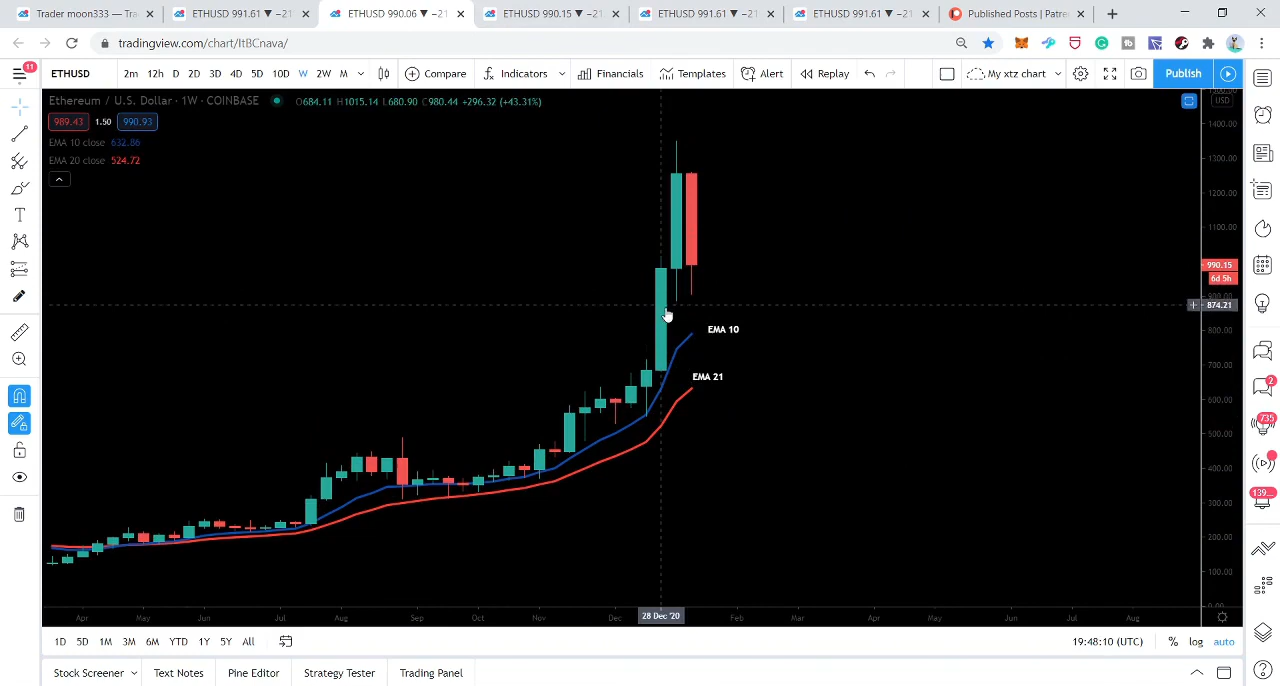 Trader moon333 — Tra
ETHUSD 991.61 ▼ −21
ETHUSD 990.06 ▼ −21
ETHUSD 990.15 ▼ −21
ETHUSD 991.61 ▼ −21
ETHUSD 991.61 ▼ −21
Published Posts | Patre
tradingview.com/chart/ItBCnava/
11
ETHUSD 2m 12h D 2D 3D 4D 5D 10D W 2W M Compare Indicators Financials Templates Alert Replay My xtz chart Publish
Ethereum / U.S. Dollar · 1W · COINBASE O684.11 H1015.14 L680.90 C980.44 +296.32 (+43.31%)
USD
989.43 1.50 990.93
EMA 10 close 632.86
EMA 20 close 524.72
1400.00
1300.00
1200.00
1100.00
990.15
6d 5h
874.21
800.00
700.00
600.00
500.00
400.00
300.00
200.00
100.00
0.00
EMA 10
EMA 21
2
735
139...
Apr May Jun Jul Aug Sep Oct Nov Dec 28 Dec '20 Feb Mar Apr May Jun Jul Aug
1D 5D 1M 3M 6M YTD 1Y 5Y All 19:48:10 (UTC) % log auto
Stock Screener Text Notes Pine Editor Strategy Tester Trading Panel